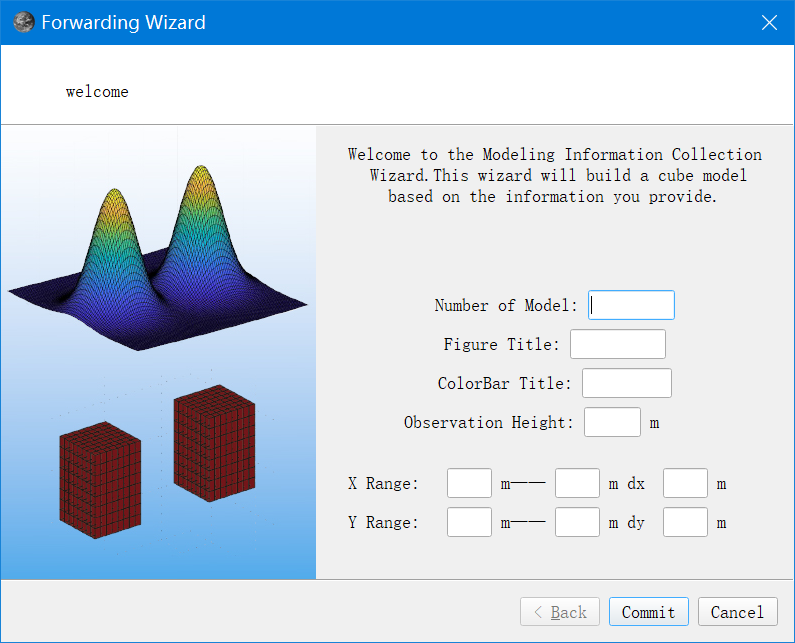 Forwarding Wizard
welcome
Welcome to the Modeling Information Collection
Wizard.This wizard will build a cube model
based on the information you provide.
Number of Model:
Figure Title:
ColorBar Title:
Observation Height: m
X Range: m—— m dx m
Y Range: m—— m dy m
< Back Commit Cancel